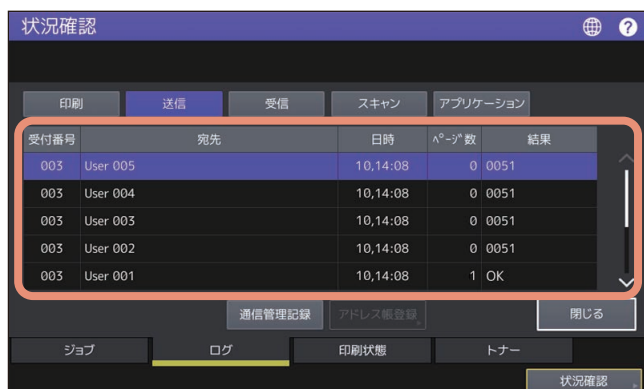 状況確認
?
印刷 送信 受信 スキャン アプリケーション
受付番号 宛先 日時 ページ数 結果
003 User 005 10,14:08 0 0051
003 User 004 10,14:08 0 0051
003 User 003 10,14:08 0 0051
003 User 002 10,14:08 0 0051
003 User 001 10,14:08 1 OK
通信管理記録 アドレス帳登録 閉じる
ジョブ ログ 印刷状態 トナー
状況確認